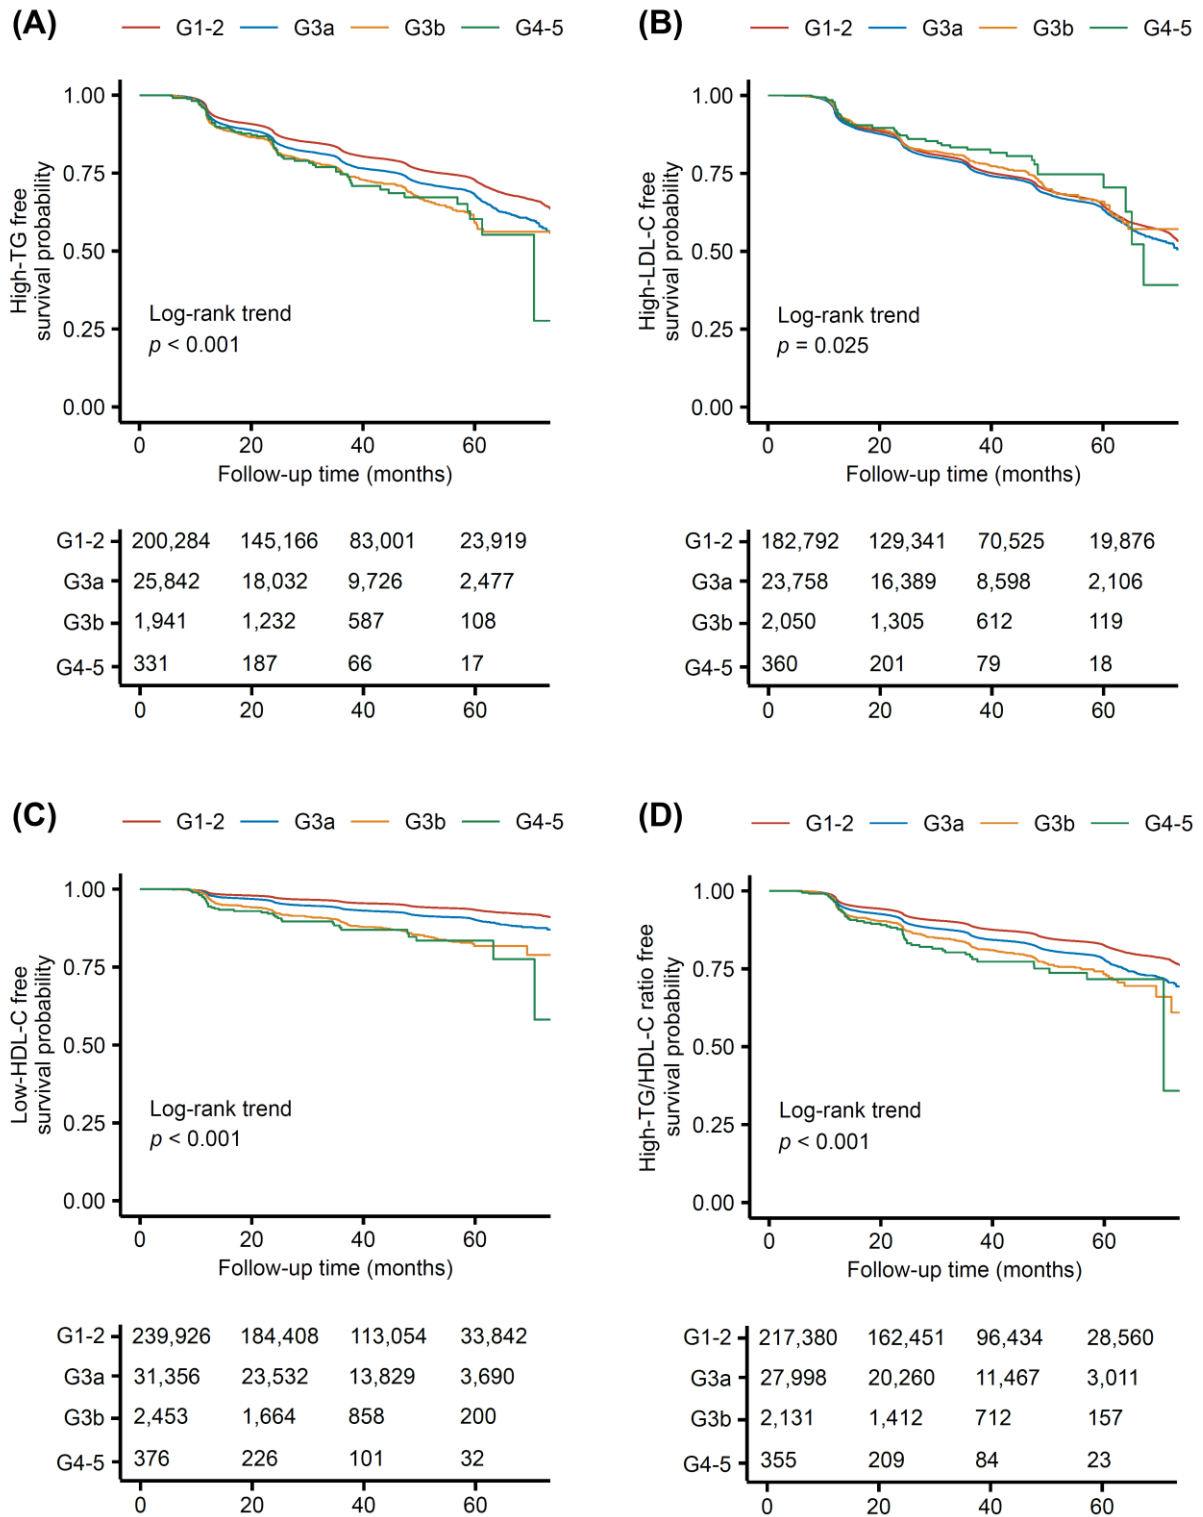 (A) G1-2 G3a G3b G4-5
High-TG free
survival probability
1.00
0.75
0.50
0.25
0.00
Log-rank trend
p < 0.001
0 20 40 60
Follow-up time (months)
G1-2 200,284 145,166 83,001 23,919
G3a 25,842 18,032 9,726 2,477
G3b 1,941 1,232 587 108
G4-5 331 187 66 17
0 20 40 60
(B) G1-2 G3a G3b G4-5
High-LDL-C free
survival probability
1.00
0.75
0.50
0.25
0.00
Log-rank trend
p = 0.025
0 20 40 60
Follow-up time (months)
G1-2 182,792 129,341 70,525 19,876
G3a 23,758 16,389 8,598 2,106
G3b 2,050 1,305 612 119
G4-5 360 201 79 18
0 20 40 60
(C) G1-2 G3a G3b G4-5
Low-HDL-C free
survival probability
1.00
0.75
0.50
0.25
0.00
Log-rank trend
p < 0.001
0 20 40 60
Follow-up time (months)
G1-2 239,926 184,408 113,054 33,842
G3a 31,356 23,532 13,829 3,690
G3b 2,453 1,664 858 200
G4-5 376 226 101 32
0 20 40 60
(D) G1-2 G3a G3b G4-5
High-TG/HDL-C ratio free
survival probability
1.00
0.75
0.50
0.25
0.00
Log-rank trend
p < 0.001
0 20 40 60
Follow-up time (months)
G1-2 217,380 162,451 96,434 28,560
G3a 27,998 20,260 11,467 3,011
G3b 2,131 1,412 712 157
G4-5 355 209 84 23
0 20 40 60